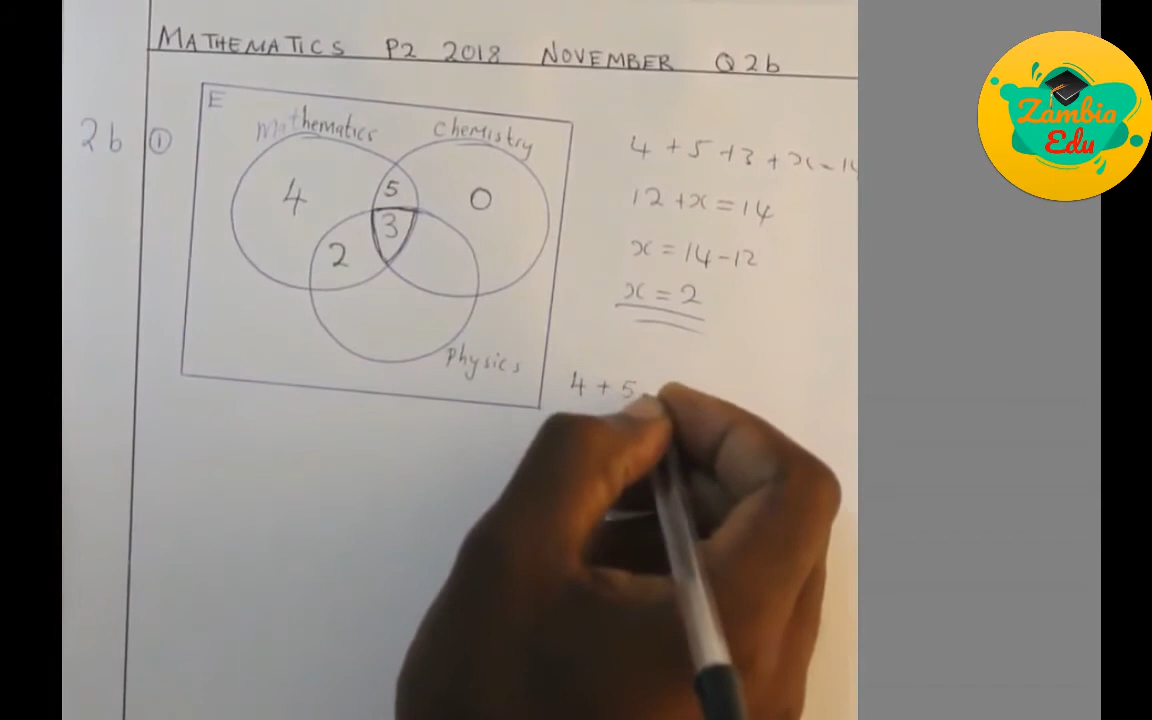 MATHEMATICS P2 2018 NOVEMBER Q2b
Zambia
Edu
2b i
E
Mathematics
Chemistry
4
5
0
3
2
Physics
4 + 5 + 3 + x = 14
12 + x = 14
x = 14 - 12
x = 2
4 + 5